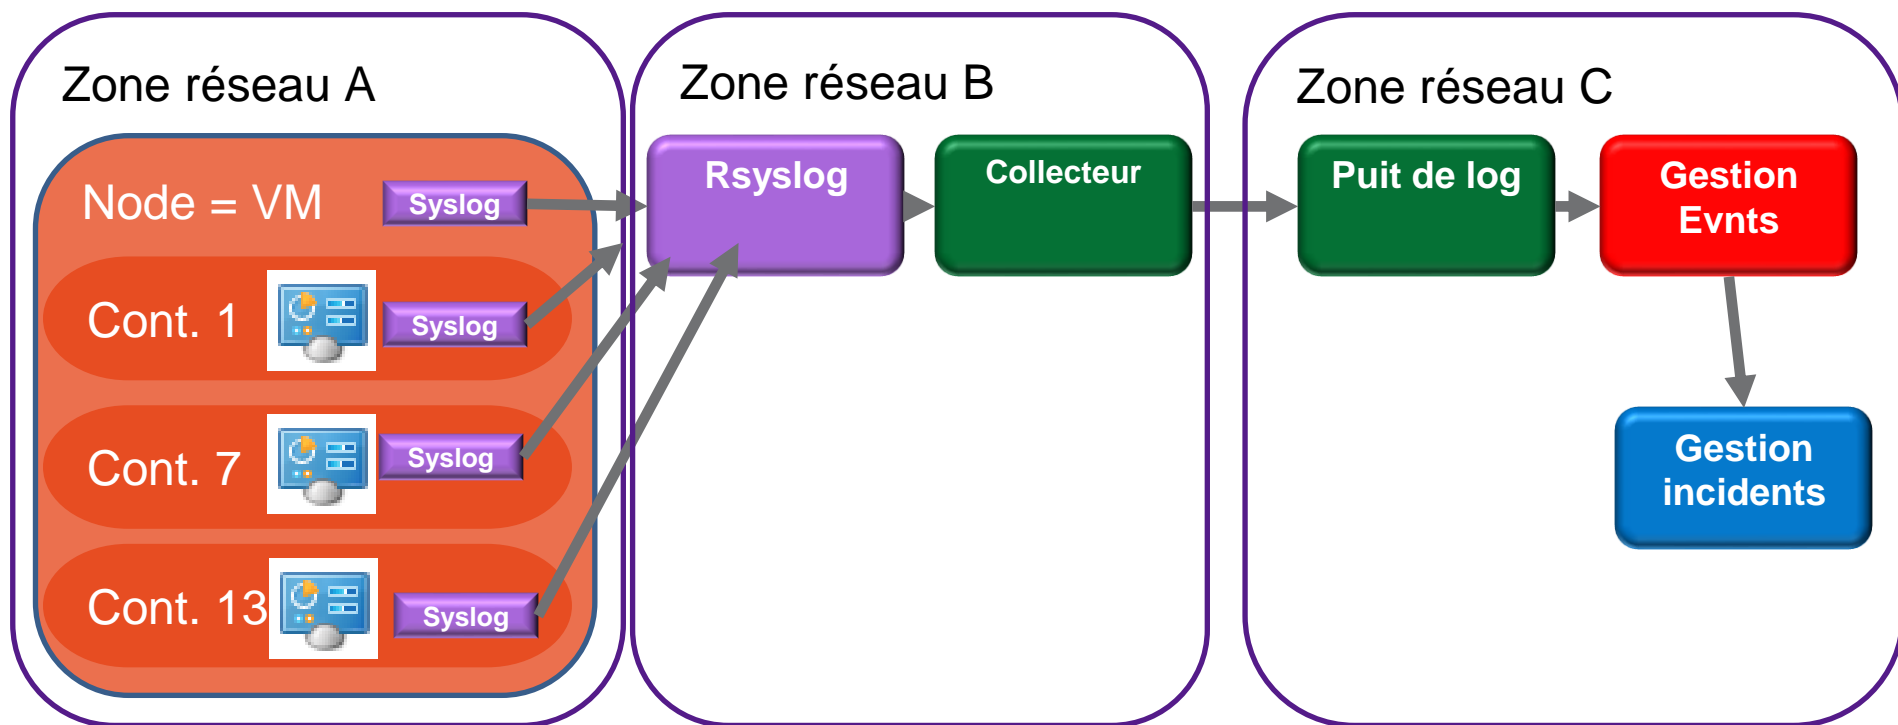 Zone réseau A
Node = VM
Syslog
Cont. 1
Syslog
Cont. 7
Syslog
Cont. 13
Syslog
Zone réseau B
Rsyslog
Collecteur
Zone réseau C
Puit de log
Gestion
Evnts
Gestion
incidents